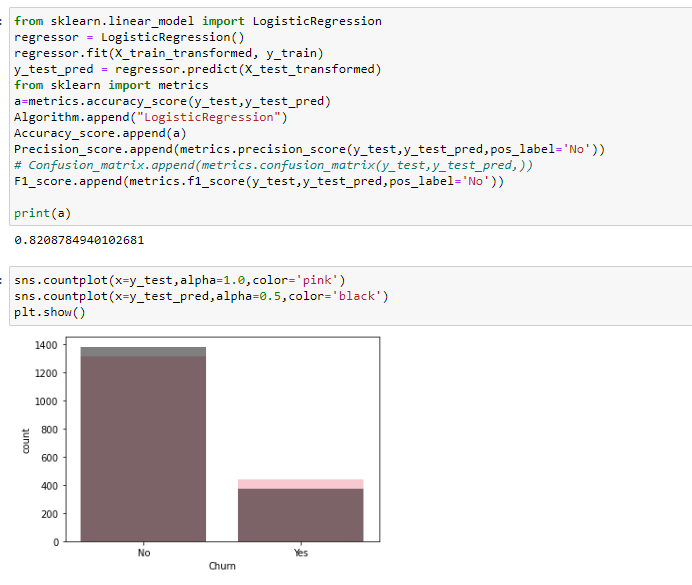 from sklearn.linear_model import LogisticRegression
regressor = LogisticRegression()
regressor.fit(X_train_transformed, y_train)
y_test_pred = regressor.predict(X_test_transformed)
from sklearn import metrics
a=metrics.accuracy_score(y_test,y_test_pred)
Algorithm.append("LogisticRegression")
Accuracy_score.append(a)
Precision_score.append(metrics.precision_score(y_test,y_test_pred,pos_label='No'))
# Confusion_matrix.append(metrics.confusion_matrix(y_test,y_test_pred,))
F1_score.append(metrics.f1_score(y_test,y_test_pred,pos_label='No'))
print(a)
0.8208784940102681
sns.countplot(x=y_test,alpha=1.0,color='pink')
sns.countplot(x=y_test_pred,alpha=0.5,color='black')
plt.show()
1400
1200
1000
800
600
400
200
0
count
No Yes
Churn